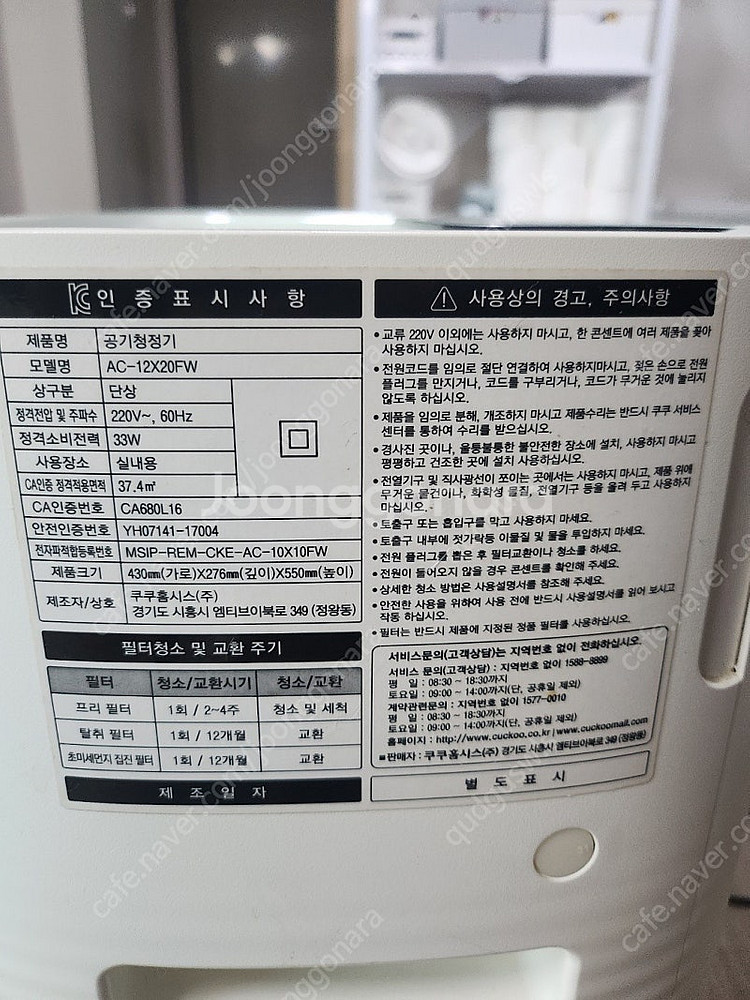 인 증 표 시 사 항
제품명 공기청정기
모델명 AC-12X20FW
상구분 단상
정격전압 및 주파수 220V~, 60Hz
정격소비전력 33W
사용장소 실내용
CA인증 정격적용면적 37.4㎡
CA인증번호 CA680L16
안전인증번호 YH07141-17004
전자파적합등록번호 MSIP-REM-CKE-AC-10X10FW
제품크기 430㎜(가로)X276㎜(깊이)X550㎜(높이)
제조자/상호 쿠쿠홈시스(주)
경기도 시흥시 엠티브이북로 349 (정왕동)
필터청소 및 교환 주기
필터 청소/교환시기 청소/교환
프리 필터 1회 / 2~4주 청소 및 세척
탈취 필터 1회 / 12개월 교환
초미세먼지 집진 필터 1회 / 12개월 교환
제 조 일 자
사용상의 경고, 주의사항
• 교류 220V 이외에는 사용하지 마시고, 한 콘센트에 여러 제품을 꽂아
사용하지 마십시오.
• 전원코드를 임의로 절단 연결하여 사용하지마시고, 젖은 손으로 전원
플러그를 만지거나, 코드를 구부리거나, 코드가 무거운 것에 눌리지
않도록 하십시오.
• 제품을 임의로 분해, 개조하지 마시고 제품수리는 반드시 쿠쿠 서비스
센터를 통하여 수리를 받으십시오.
• 경사진 곳이나, 울퉁불퉁한 불안전한 장소에 설치, 사용하지 마시고
평평하고 건조한 곳에 설치 사용하십시오.
• 전열기구 및 직사광선이 쪼이는 곳에서는 사용하지 마시고, 제품 위에
무거운 물건이나, 화학성 물질, 전열기구 등을 올려 두고 사용하지
마십시오.
• 토출구 또는 흡입구를 막고 사용하지 마세요.
• 토출구 내부에 젓가락등 이물질 및 물을 투입하지 마세요.
• 전원 플러그를 뽑은 후 필터교환이나 청소를 하세요.
• 전원이 들어오지 않을 경우 콘센트를 확인해 주세요.
• 상세한 청소 방법은 사용설명서를 참조해 주세요.
• 안전한 사용을 위하여 사용 전에 반드시 사용설명서를 읽어 보시고
작동 하십시오.
• 필터는 반드시 제품에 지정된 정품 필터를 사용하십시오.
서비스문의(고객상담)는 지역번호 없이 전화하십시오.
서비스 문의(고객상담) : 지역번호 없이 1588-8899
평 일 : 08:30 ~ 18:30까지
토요일 : 09:00 ~ 14:00까지(단, 공휴일 제외)
계약관련문의 : 지역번호 없이 1577-0010
평 일 : 08:30 ~ 18:30까지
토요일 : 09:00 ~ 14:00까지(단, 공휴일 제외)
홈페이지 : http://www.cuckoo.co.kr | www.cuckoomall.com
■ 판매자 : 쿠쿠홈시스(주) 경기도 시흥시 엠티브이북로 349 (정왕동)
별 도 표 시
Joonggonara
cafe.naver.com/joonggonara